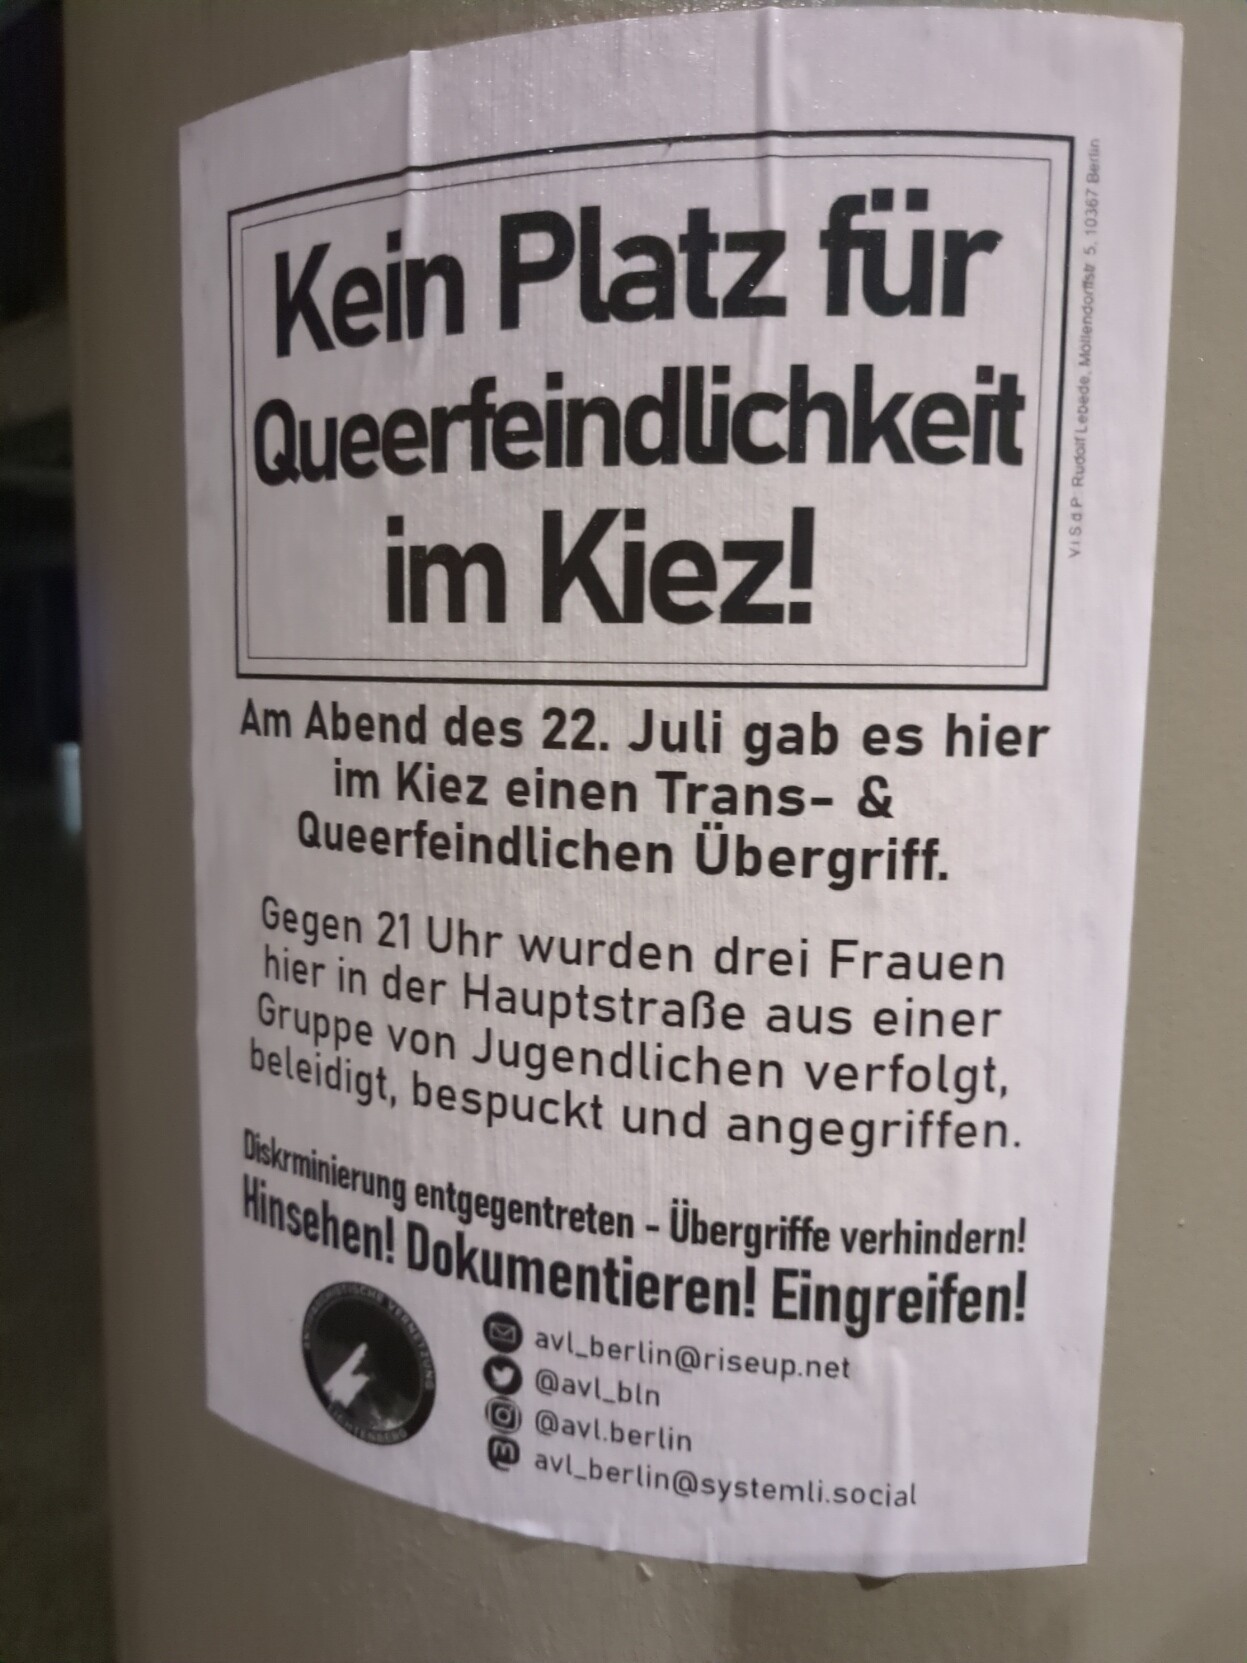 Kein Platz für
Queerfeindlichkeit
im Kiez!
V.i.S.d.P. Rudolf Lebede, Möllendorffstr 5, 10367 Berlin
Am Abend des 22. Juli gab es hier
im Kiez einen Trans- &
Queerfeindlichen Übergriff.
Gegen 21 Uhr wurden drei Frauen
hier in der Hauptstraße aus einer
Gruppe von Jugendlichen verfolgt,
beleidigt, bespuckt und angegriffen.
Diskrminierung entgegentreten - Übergriffe verhindern!
Hinsehen! Dokumentieren! Eingreifen!
VERNETZUNG
LICHTENBERG
avl_berlin@riseup.net
@avl_bln
@avl.berlin
avl_berlin@systemli.social